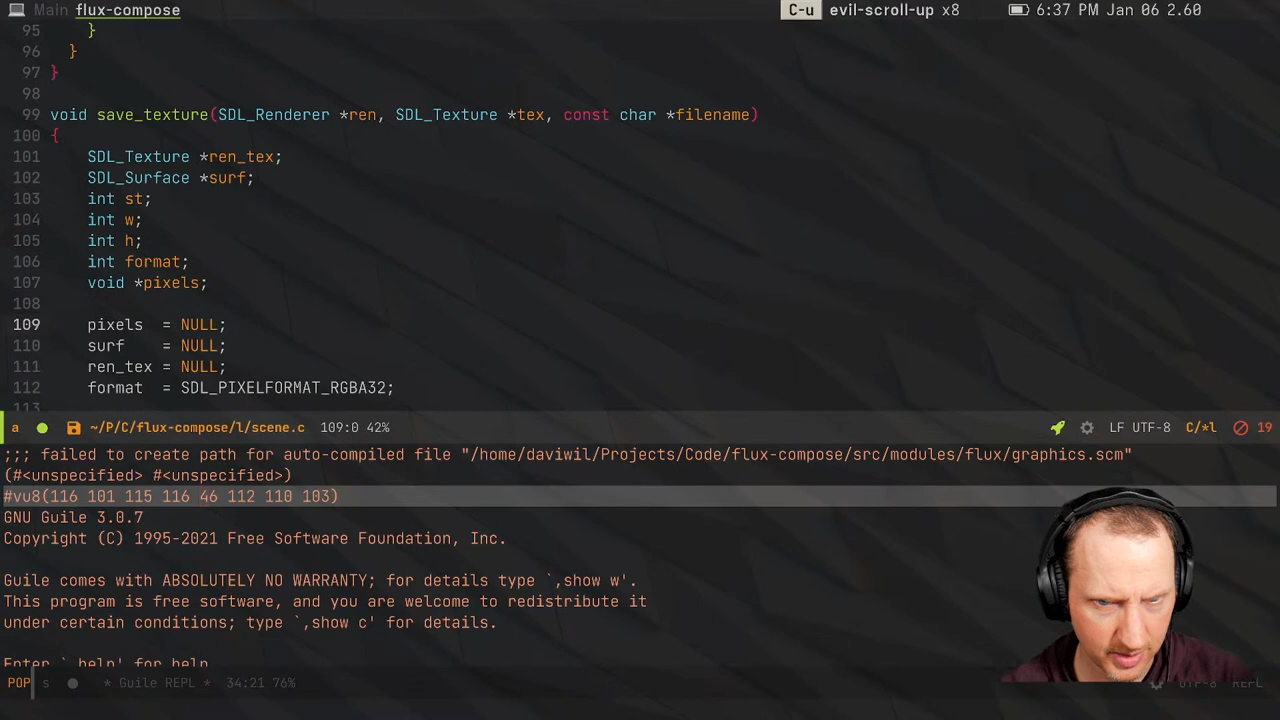 Main flux-compose C-u evil-scroll-up x8 6:37 PM Jan 06 2.60
95 }
96 }
97 }
98
99 void save_texture(SDL_Renderer *ren, SDL_Texture *tex, const char *filename)
100 {
101 SDL_Texture *ren_tex;
102 SDL_Surface *surf;
103 int st;
104 int w;
105 int h;
106 int format;
107 void *pixels;
108
109 pixels = NULL;
110 surf = NULL;
111 ren_tex = NULL;
112 format = SDL_PIXELFORMAT_RGBA32;
113
a ~/P/C/flux-compose/l/scene.c 109:0 42% LF UTF-8 C/*l 19
;;; failed to create path for auto-compiled file "/home/daviwil/Projects/Code/flux-compose/src/modules/flux/graphics.scm"
(#<unspecified> #<unspecified>)
#vu8(116 101 115 116 46 112 110 103)
GNU Guile 3.0.7
Copyright (C) 1995-2021 Free Software Foundation, Inc.
Guile comes with ABSOLUTELY NO WARRANTY; for details type `,show w'.
This program is free software, and you are welcome to redistribute it
under certain conditions; type `,show c' for details.
Enter `,help' for help
POP s * Guile REPL * 34:21 76% UTF-8 REPL